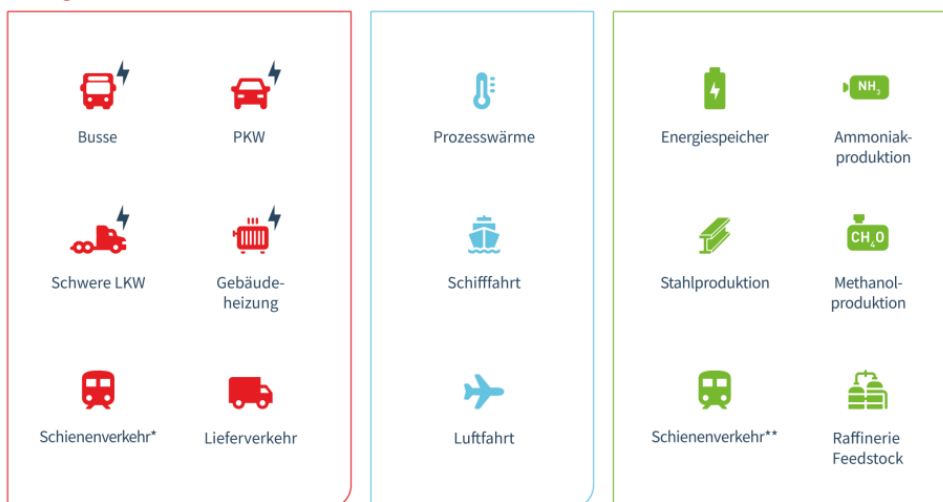 Busse
PKW
Schwere LKW
Gebäude-
heizung
Schienenverkehr*
Lieferverkehr
Prozesswärme
Schifffahrt
Luftfahrt
Energiespeicher
NH₃
Ammoniak-
produktion
Stahlproduktion
CH₄O
Methanol-
produktion
Schienenverkehr**
Raffinerie
Feedstock